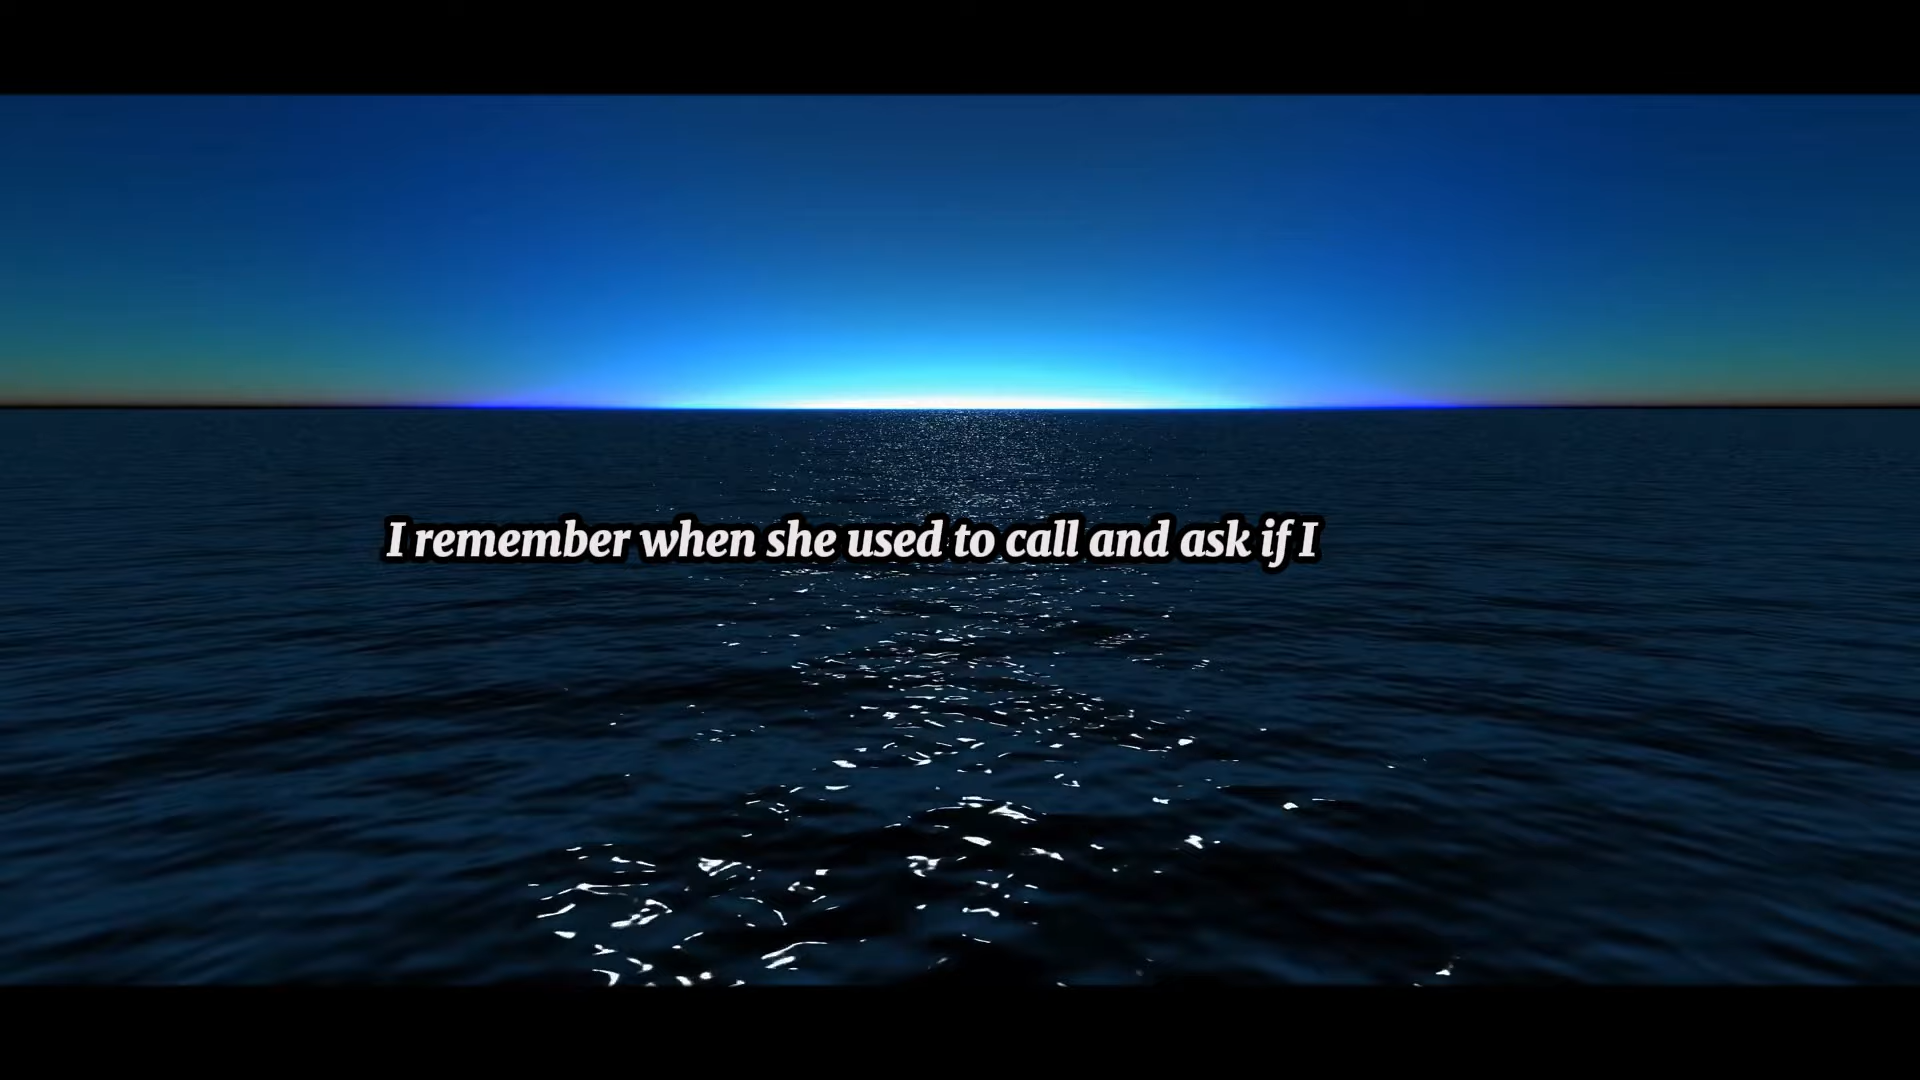 I remember when she used to call and ask if I